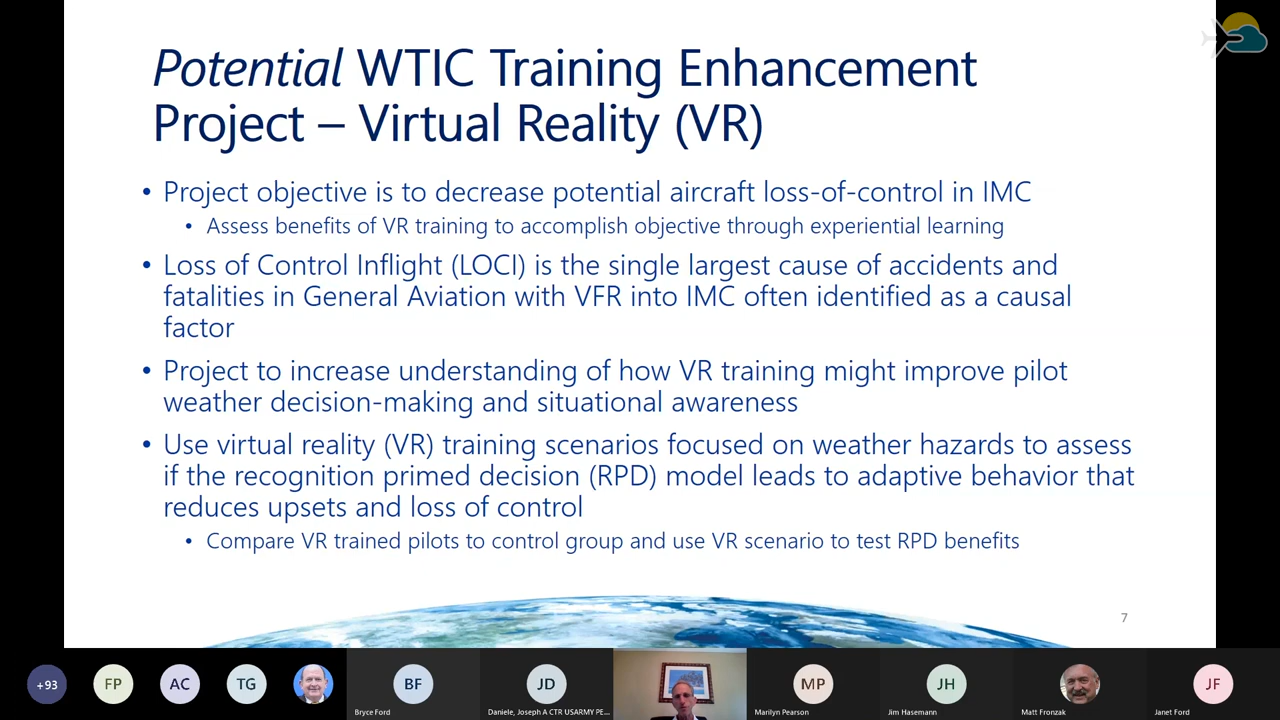 Potential WTIC Training Enhancement
Project – Virtual Reality (VR)
• Project objective is to decrease potential aircraft loss-of-control in IMC
• Assess benefits of VR training to accomplish objective through experiential learning
• Loss of Control Inflight (LOCI) is the single largest cause of accidents and
fatalities in General Aviation with VFR into IMC often identified as a causal
factor
• Project to increase understanding of how VR training might improve pilot
weather decision-making and situational awareness
• Use virtual reality (VR) training scenarios focused on weather hazards to assess
if the recognition primed decision (RPD) model leads to adaptive behavior that
reduces upsets and loss of control
• Compare VR trained pilots to control group and use VR scenario to test RPD benefits
7
+93 FP AC TG BF JD MP JH JF
Bryce Ford Daniele, Joseph A CTR USARMY PE... Marilyn Pearson Jim Hasemann Matt Fronzak Janet Ford